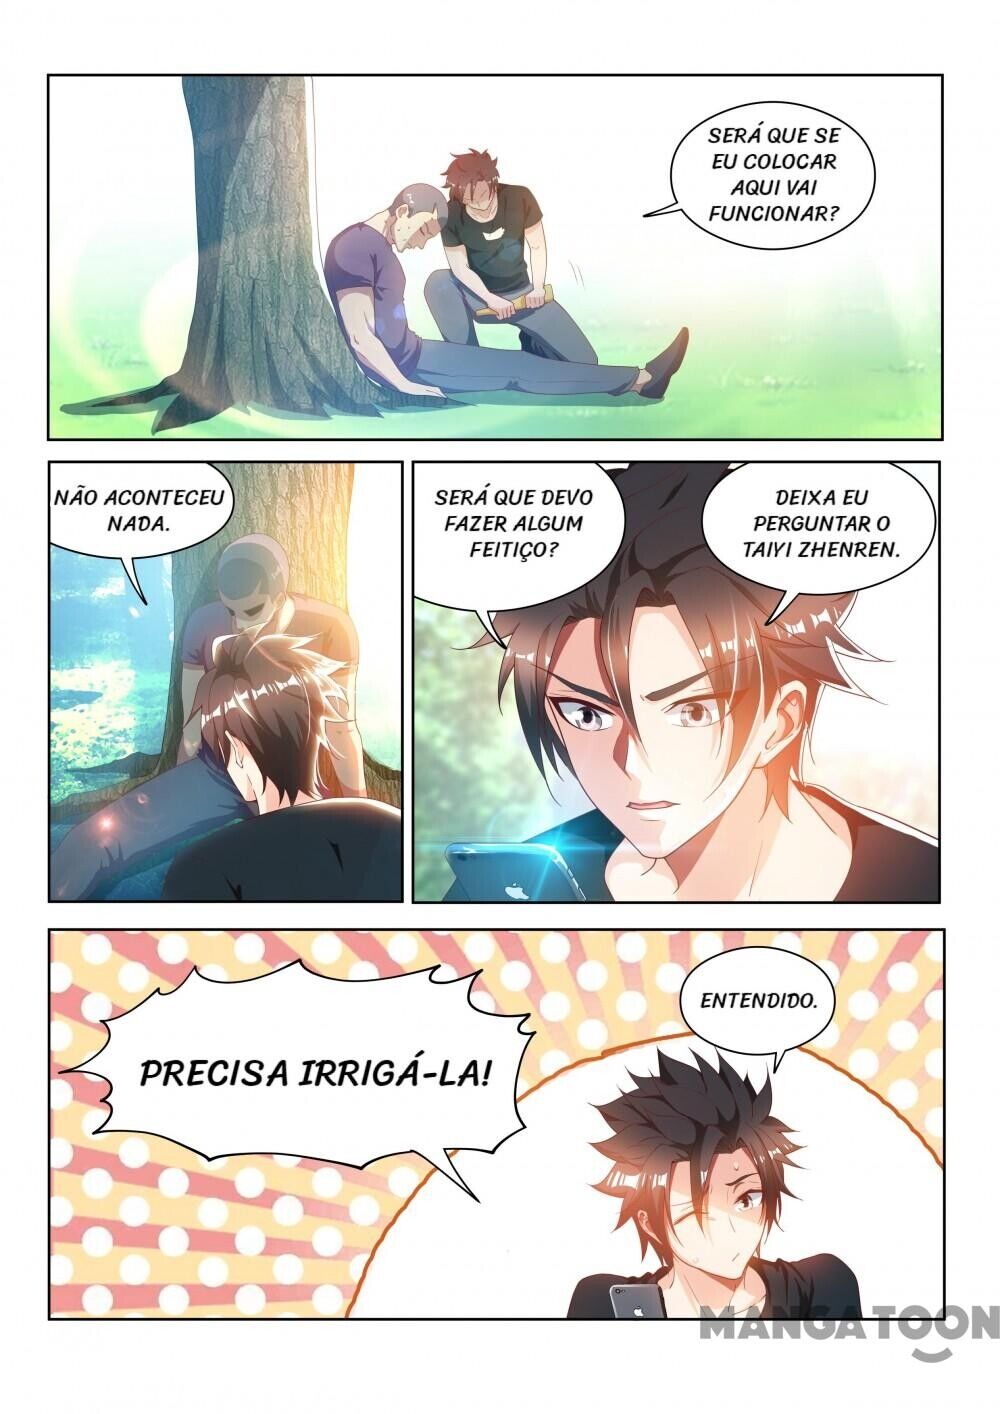 SERÁ QUE SE
EU COLOCAR
AQUI VAI
FUNCIONAR?
NÃO ACONTECEU
NADA.
SERÁ QUE DEVO
FAZER ALGUM
FEITIÇO?
DEIXA EU
PERGUNTAR O
TAIYI ZHENREN.
PRECISA IRRIGÁ-LA!
ENTENDIDO.
MANGATOON